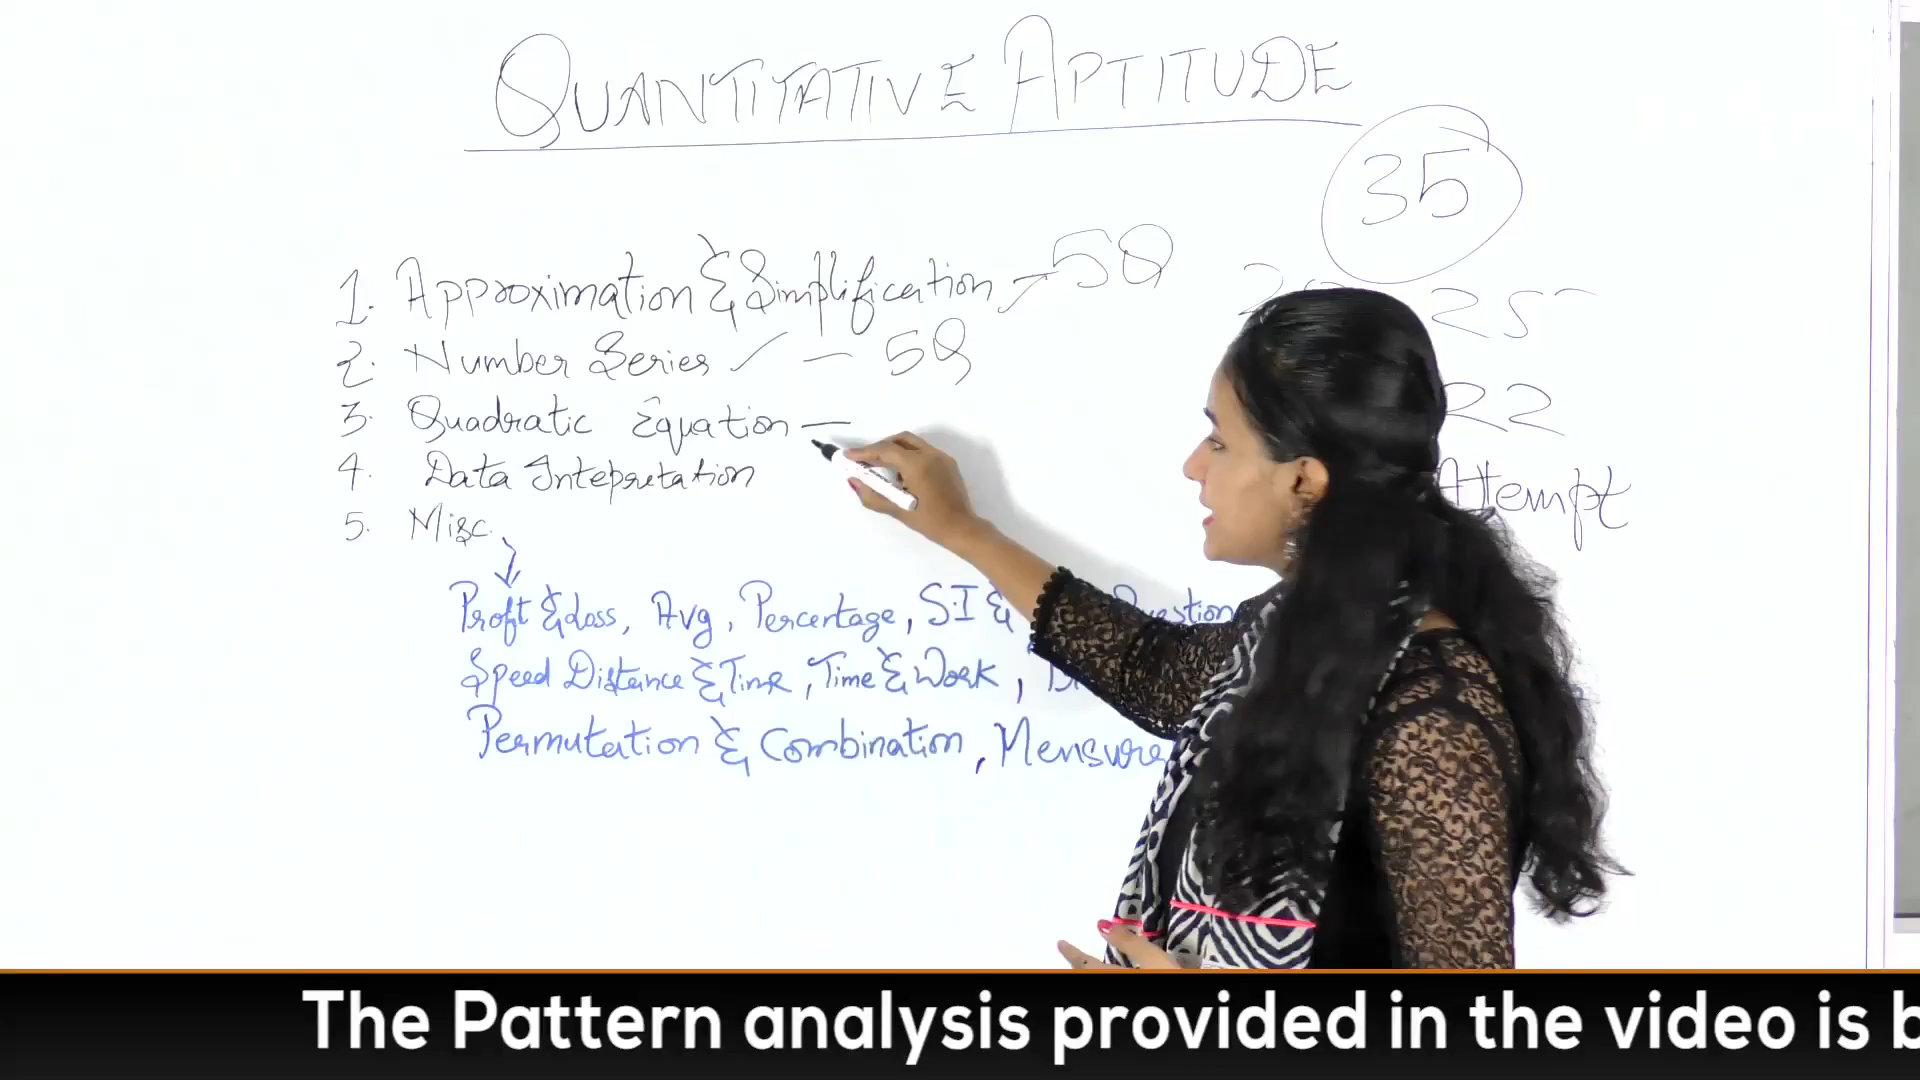 QUANTITATIVE APTITUDE
35
1. Approximation & Simplification - 5Q
2. Number Series ✓ - 5Q
25
3. Quadratic Equation -
22
4. Data Intepretation
Attempt
5. Misc.
Profit & Loss, Avg, Percentage, S.I &
Speed Distance & Time, Time & Work,
Permutation & Combination, Mensura
The Pattern analysis provided in the video is b